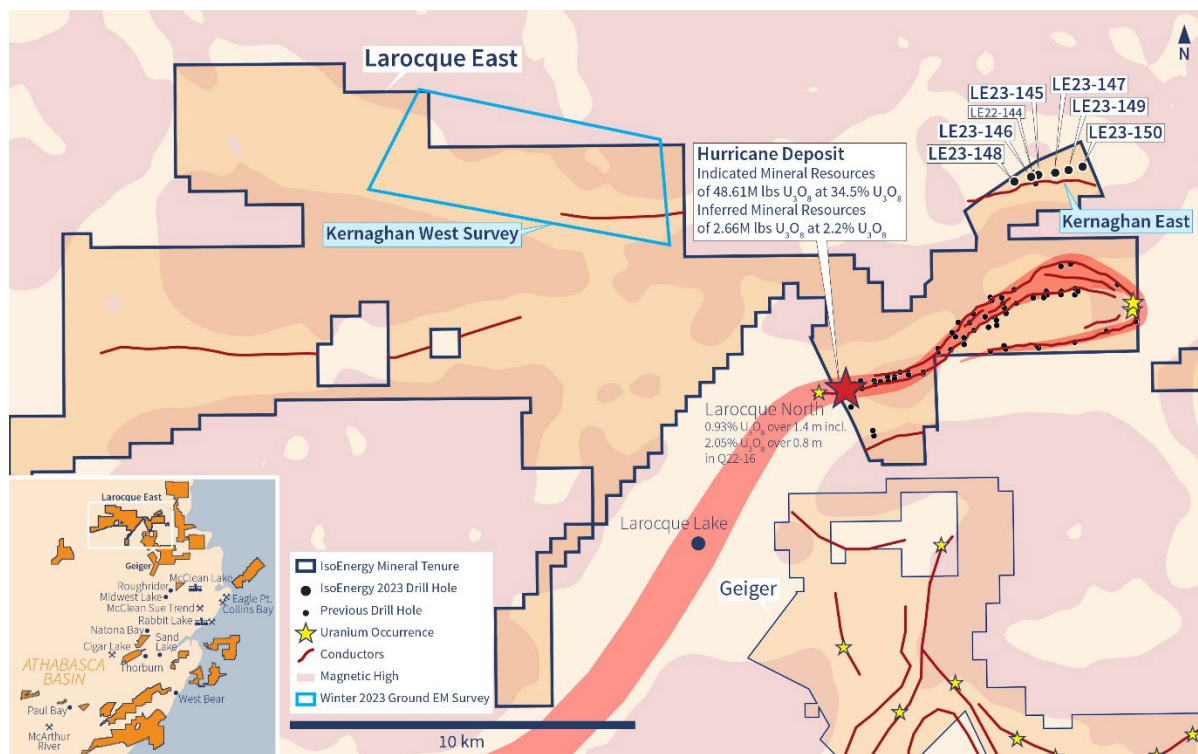 N
Larocque East
LE23-145
LE23-147
LE22-144
LE23-149
LE23-146
LE23-150
LE23-148
Hurricane Deposit
Indicated Mineral Resources
of 48.61M lbs U₃O₈ at 34.5% U₃O₈
Inferred Mineral Resources
of 2.66M lbs U₃O₈ at 2.2% U₃O₈
Kernaghan East
Kernaghan West Survey
Larocque North
0.93% U₃O₈ over 1.4 m incl.
2.05% U₃O₈ over 0.8 m
in Q22-16
Larocque Lake
Geiger
Larocque East
Geiger
McClean Lake
Roughrider
Midwest Lake
Eagle Pt.
Collins Bay
McClean Sue Trend
Rabbit Lake
Natona Bay
Sand
Lake
Cigar Lake
Thorburn
ATHABASCA
BASIN
West Bear
Paul Bay
McArthur
River
IsoEnergy Mineral Tenure
IsoEnergy 2023 Drill Hole
Previous Drill Hole
Uranium Occurrence
Conductors
Magnetic High
Winter 2023 Ground EM Survey
10 km